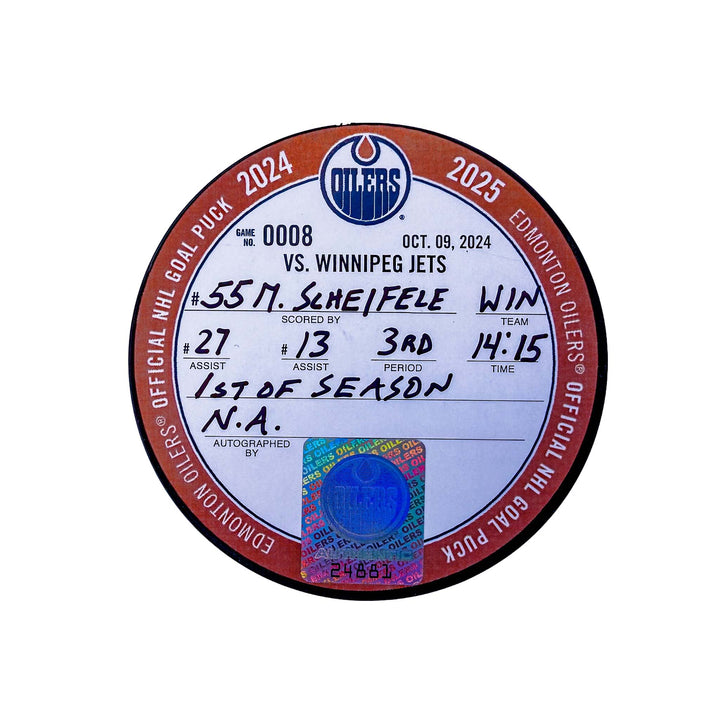 2024 2025
OILERS ®
EDMONTON OILERS® OFFICIAL NHL GOAL PUCK
EDMONTON OILERS® OFFICIAL NHL GOAL PUCK
GAME NO. 0008 OCT. 09, 2024
VS. WINNIPEG JETS
#55 M. SCHEIFELE WIN
SCORED BY TEAM
#27 #13 3RD 14:15
ASSIST ASSIST PERIOD TIME
1ST OF SEASON
N.A.
AUTOGRAPHED BY
OILERS
AUTHENTIC
24881